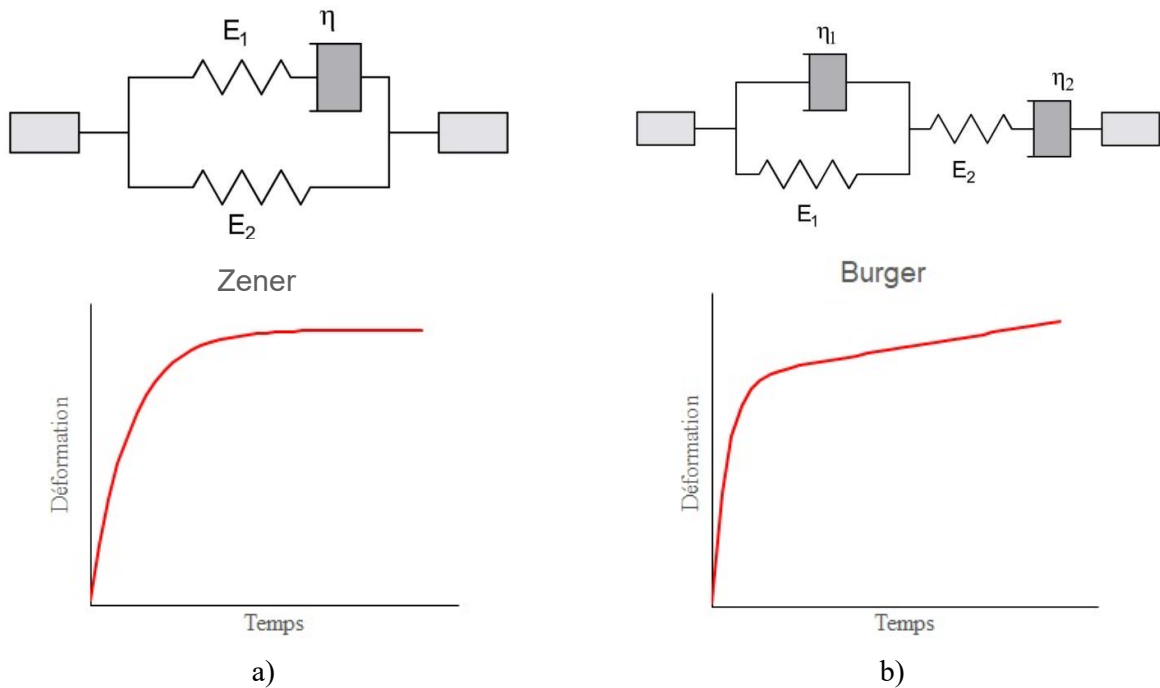 E₁
η
E₂
Zener
Déformation
Temps
a)
η₁
η₂
E₂
E₁
Burger
Déformation
Temps
b)